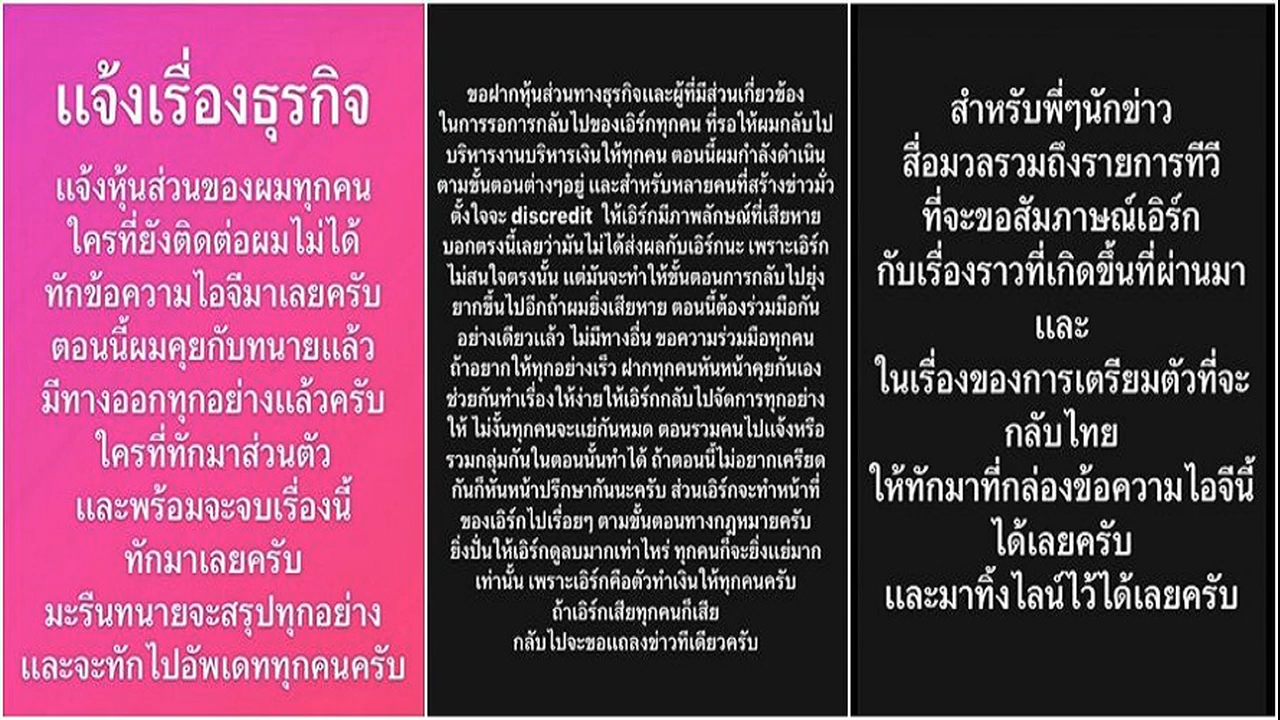 แจ้งเรื่องธุรกิจ
แจ้งหุ้นส่วนของผมทุกคน
ใครที่ยังติดต่อผมไม่ได้
ทักข้อความไอจีมาเลยครับ
ตอนนี้ผมคุยกับทนายแล้ว
มีทางออกทุกอย่างแล้วครับ
ใครที่ทักมาส่วนตัว
และพร้อมจะจบเรื่องนี้
ทักมาเลยครับ
มะรืนทนายจะสรุปทุกอย่าง
และจะทักไปอัพเดททุกคนครับ
ขอฝากหุ้นส่วนทางธุรกิจและผู้ที่มีส่วนเกี่ยวข้อง
ในการรอการกลับไปของเอิร์กทุกคน ที่รอให้ผมกลับไป
บริหารงานบริหารเงินให้ทุกคน ตอนนี้ผมกำลังดำเนิน
ตามขั้นตอนต่างๆอยู่ และสำหรับหลายคนที่สร้างข่าวมั่ว
ตั้งใจจะ discredit ให้เอิร์กมีภาพลักษณ์ที่เสียหาย
บอกตรงนี้เลยว่ามันไม่ได้ส่งผลกับเอิร์กนะ เพราะเอิร์ก
ไม่สนใจตรงนั้น แต่มันจะทำให้ขั้นตอนการกลับไปยุ่ง
ยากขึ้นไปอีกถ้าผมยิ่งเสียหาย ตอนนี้ต้องร่วมมือกัน
อย่างเดียวแล้ว ไม่มีทางอื่น ขอความร่วมมือทุกคน
ถ้าอยากให้ทุกอย่างเร็ว ฝากทุกคนหันหน้าคุยกันเอง
ช่วยกันทำเรื่องให้ง่ายให้เอิร์กกลับไปจัดการทุกอย่าง
ให้ ไม่งั้นทุกคนจะแย่กันหมด ตอนรวมคนไปแจ้งหรือ
รวมกลุ่มกันในตอนนั้นทำได้ ถ้าตอนนี้ไม่อยากเครียด
กันก็หันหน้าปรึกษากันนะครับ ส่วนเอิร์กจะทำหน้าที่
ของเอิร์กไปเรื่อยๆ ตามขั้นตอนทางกฎหมายครับ
ยิ่งปั่นให้เอิร์กดูลบมากเท่าไหร่ ทุกคนก็จะยิ่งแย่มาก
เท่านั้น เพราะเอิร์กคือตัวทำเงินให้ทุกคนครับ
ถ้าเอิร์กเสียทุกคนก็เสีย
กลับไปจะขอแถลงข่าวทีเดียวครับ
สำหรับพี่ๆนักข่าว
สื่อมวลรวมถึงรายการทีวี
ที่จะขอสัมภาษณ์เอิร์ก
กับเรื่องราวที่เกิดขึ้นที่ผ่านมา
และ
ในเรื่องของการเตรียมตัวที่จะ
กลับไทย
ให้ทักมาที่กล่องข้อความไอจีนี้
ได้เลยครับ
และมาทิ้งไลน์ไว้ได้เลยครับ